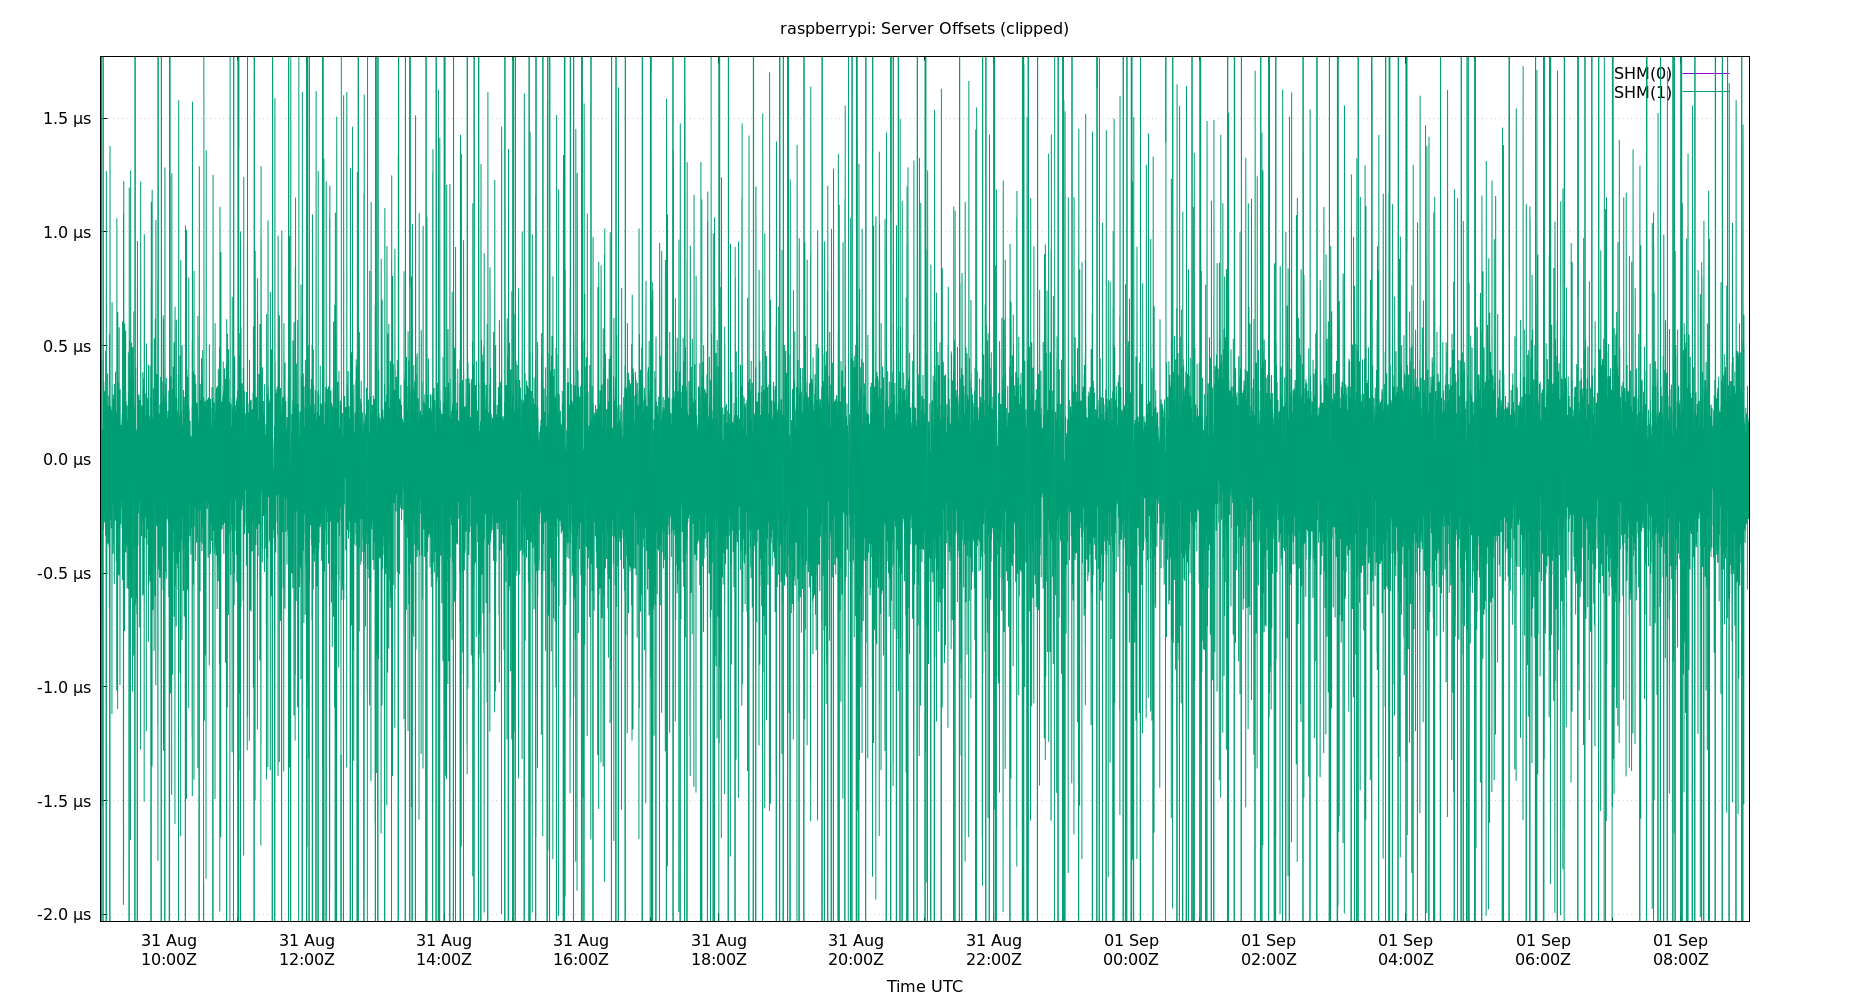 raspberrypi: Server Offsets (clipped)
SHM(0)
SHM(1)
1.5 µs
1.0 µs
0.5 µs
0.0 µs
-0.5 µs
-1.0 µs
-1.5 µs
-2.0 µs
31 Aug 31 Aug 31 Aug 31 Aug 31 Aug 31 Aug 31 Aug 01 Sep 01 Sep 01 Sep 01 Sep 01 Sep
10:00Z 12:00Z 14:00Z 16:00Z 18:00Z 20:00Z 22:00Z 00:00Z 02:00Z 04:00Z 06:00Z 08:00Z
Time UTC